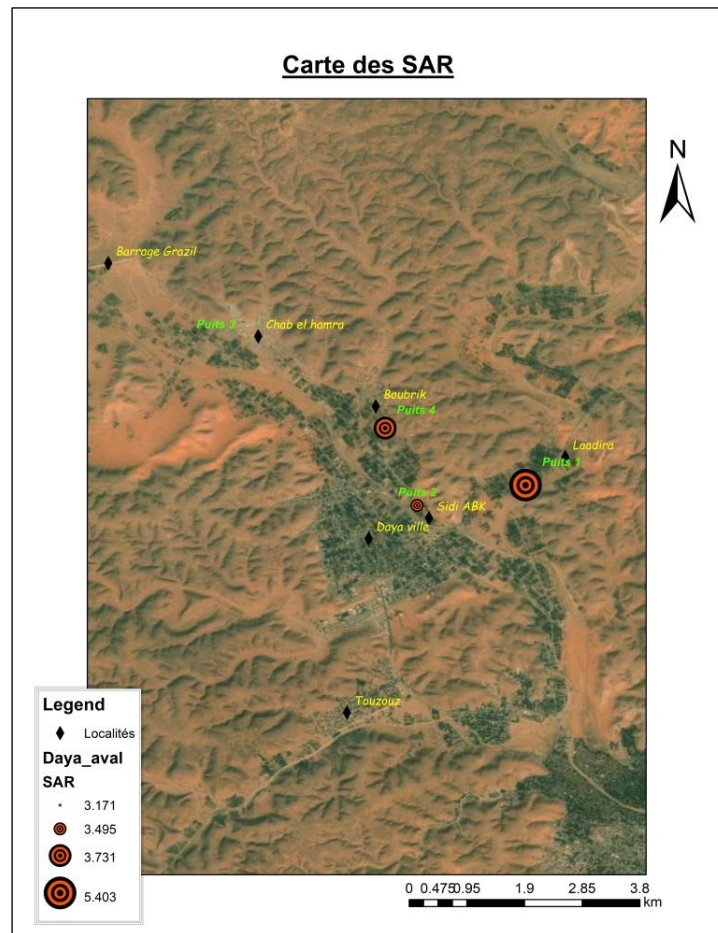 Carte des SAR
N
Barrage Grazil
Puits 3
Chab el hamra
Boubrik
Puits 4
Laadira
Puits 1
Puits 2
Sidi ABK
Daya ville
Touzouz
Legend
Localités
Daya_aval
SAR
3.171
3.495
3.731
5.403
0 0.475 0.95 1.9 2.85 3.8
km